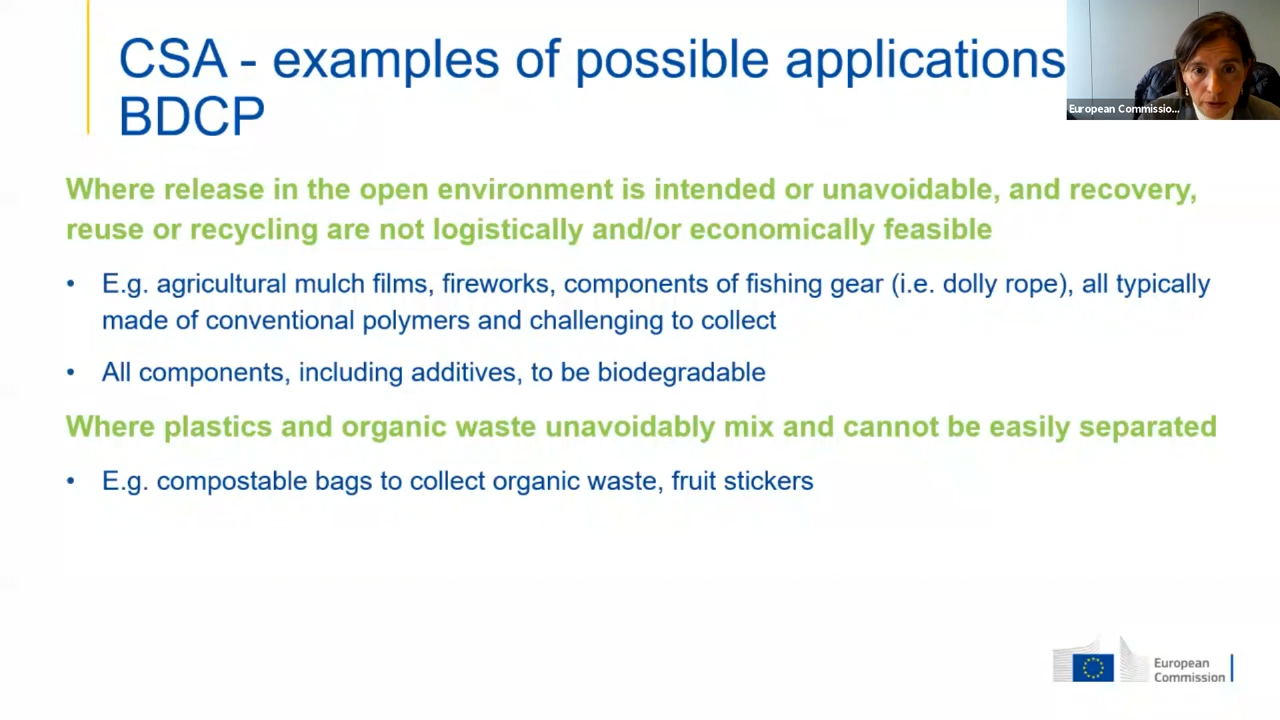 CSA - examples of possible applications
BDCP
European Commissio...
Where release in the open environment is intended or unavoidable, and recovery,
reuse or recycling are not logistically and/or economically feasible
• E.g. agricultural mulch films, fireworks, components of fishing gear (i.e. dolly rope), all typically
made of conventional polymers and challenging to collect
• All components, including additives, to be biodegradable
Where plastics and organic waste unavoidably mix and cannot be easily separated
• E.g. compostable bags to collect organic waste, fruit stickers
European
Commission